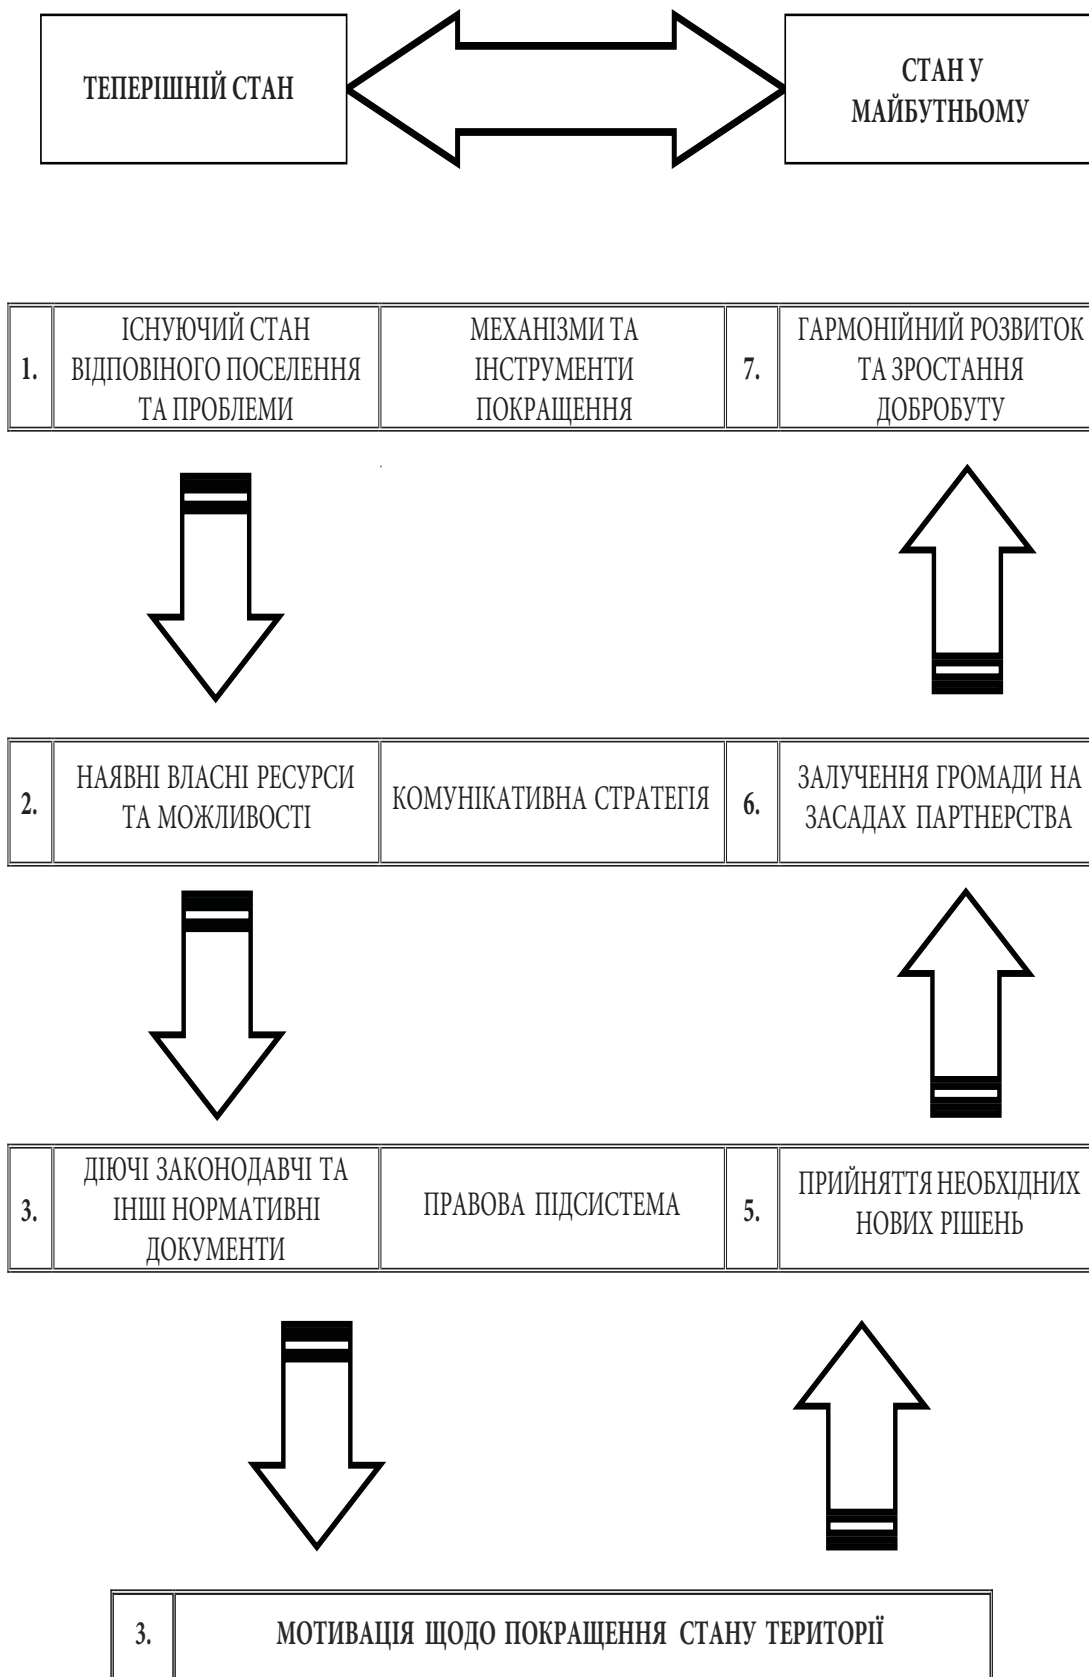 ТЕПЕРІШНІЙ СТАН
СТАН У
МАЙБУТНЬОМУ
1.
ІСНУЮЧИЙ СТАН
ВІДПОВІНОГО ПОСЕЛЕННЯ
ТА ПРОБЛЕМИ
МЕХАНІЗМИ ТА
ІНСТРУМЕНТИ
ПОКРАЩЕННЯ
7.
ГАРМОНІЙНИЙ РОЗВИТОК
ТА ЗРОСТАННЯ
ДОБРОБУТУ
2.
НАЯВНІ ВЛАСНІ РЕСУРСИ
ТА МОЖЛИВОСТІ
КОМУНІКАТИВНА СТРАТЕГІЯ
6.
ЗАЛУЧЕННЯ ГРОМАДИ НА
ЗАСАДАХ ПАРТНЕРСТВА
3.
ДІЮЧІ ЗАКОНОДАВЧІ ТА
ІНШІ НОРМАТИВНІ
ДОКУМЕНТИ
ПРАВОВА ПІДСИСТЕМА
5.
ПРИЙНЯТТЯ НЕОБХІДНИХ
НОВИХ РІШЕНЬ
3.
МОТИВАЦІЯ ЩОДО ПОКРАЩЕННЯ СТАНУ ТЕРИТОРІЇ